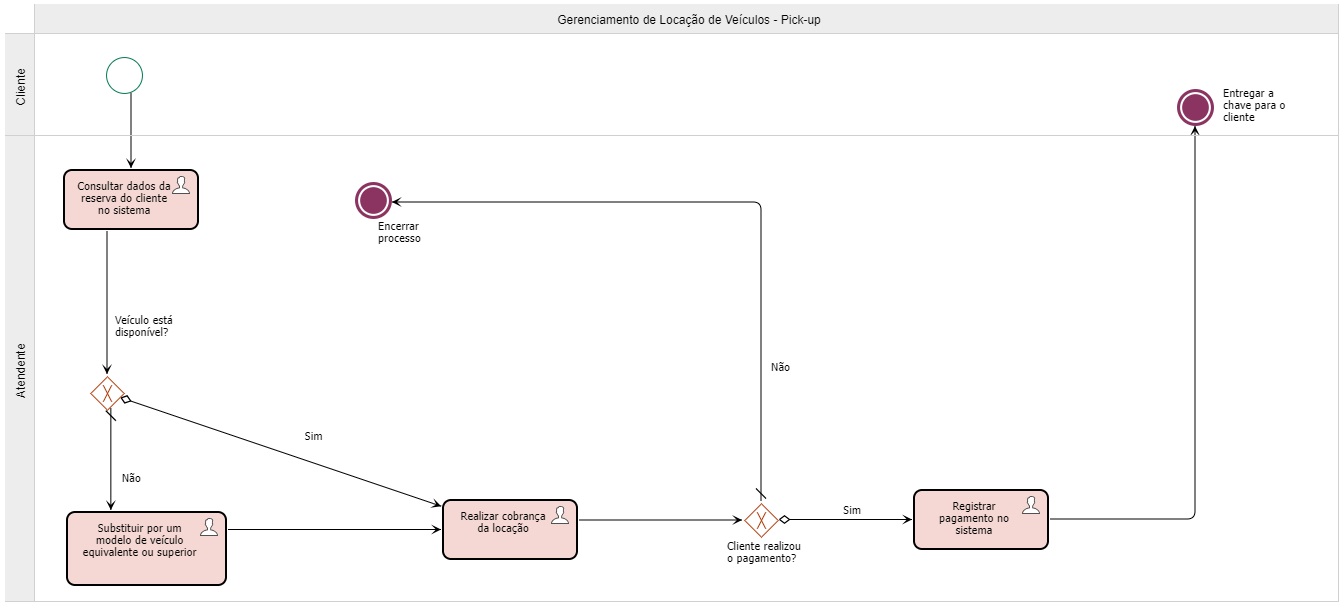 Gerenciamento de Locação de Veículos - Pick-up
Cliente
Entregar a
chave para o
cliente
Atendente
Consultar dados da
reserva do cliente
no sistema
Encerrar
processo
Veículo está
disponível?
Não
Sim
Não
Substituir por um
modelo de veículo
equivalente ou superior
Realizar cobrança
da locação
X
X
Cliente realizou
o pagamento?
Sim
Registrar
pagamento no
sistema